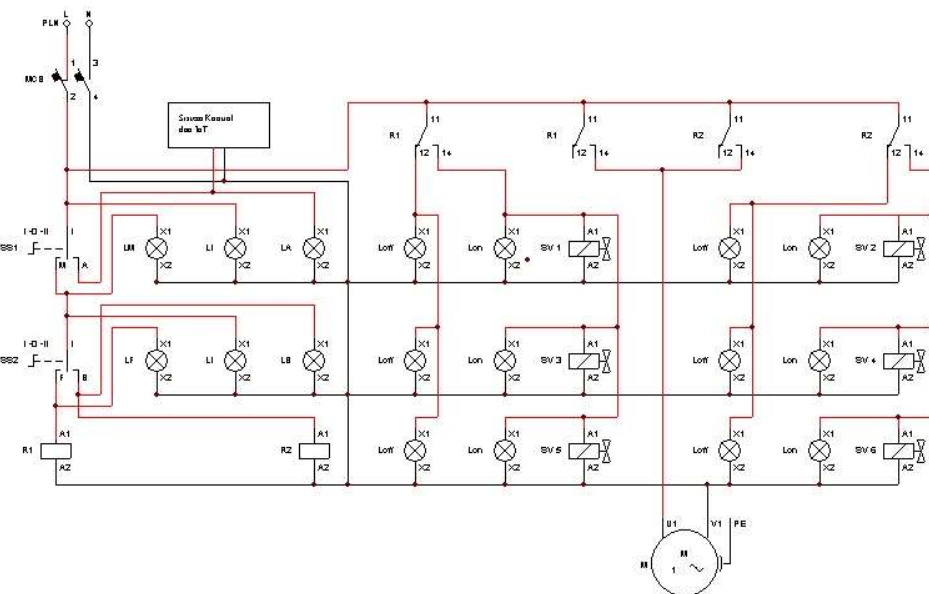 L N
PLN
1 3
MCB
2 4
Sistem Kontrol
dan IoT
11 11 11 11
R1 R1 R2 R2
12 14 12 14 12 14
I-O-II I X1 X1 X1 X1 X1 A1 X1 X1 A1
SS1 LM LI LA Loff Lon SV 1 Loff Lon SV 2
M A X2 X2 X2 X2 X2 A2 X2 X2 A2
I-O-II I X1 X1 X1 X1 X1 A1 X1 X1 A1
SS2 LF LI LB Loff Lon SV 3 Loff Lon SV 4
F B X2 X2 X2 X2 X2 A2 X2 X2 A2
A1 A1 X1 X1 A1 X1 X1 A1
R1 R2 Loff Lon SV 5 Loff Lon SV 6
A2 A2 X2 X2 A2 X2 X2 A2
U1 V1 PE
M
M
1